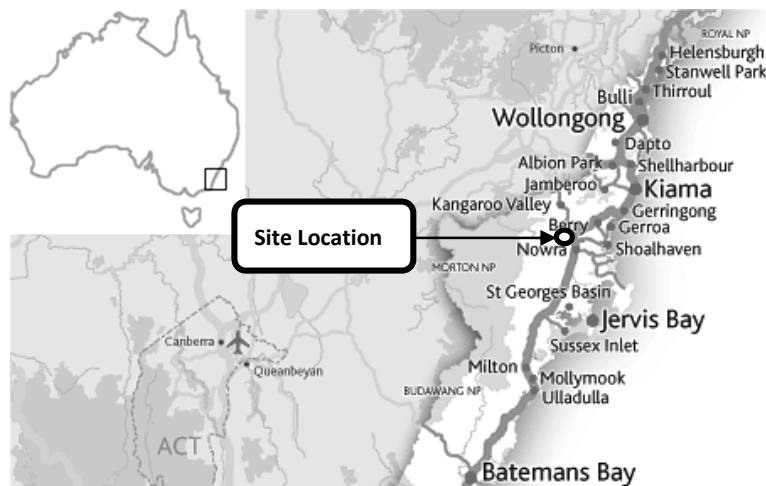 ROYAL NP
Helensburgh
Picton
Stanwell Park
Thirroul
Bulli
Wollongong
Dapto
Albion Park
Shellharbour
Jamberoo
Kiama
Kangaroo Valley
Gerringong
Berry
Gerroa
Site Location
Nowra
Shoalhaven
MORTON NP
St Georges Basin
Jervis Bay
Canberra
Sussex Inlet
Queanbeyan
Milton
Mollymook
BUDAWANG NP
Ulladulla
ACT
Batemans Bay